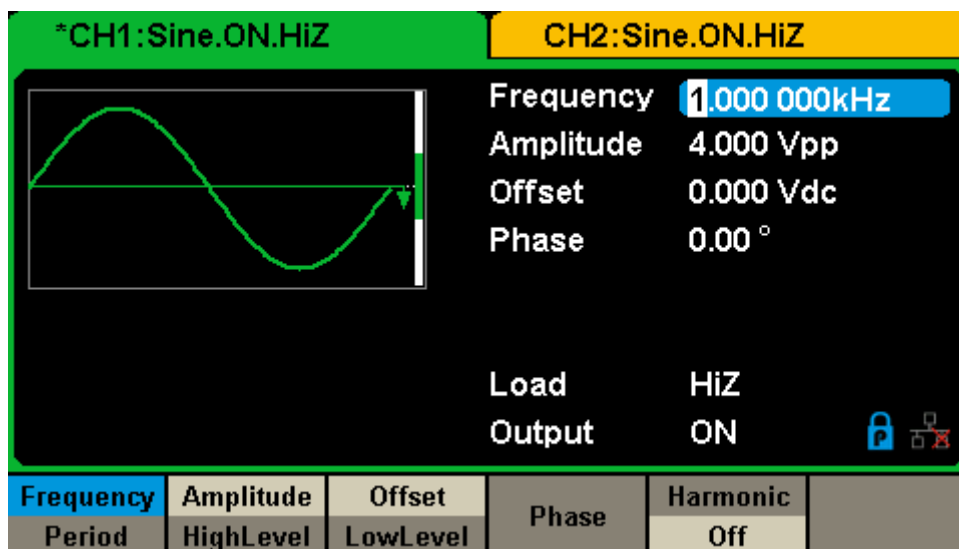 *CH1:Sine.ON.HiZ
CH2:Sine.ON.HiZ
Frequency 1.000 000kHz
Amplitude 4.000 Vpp
Offset 0.000 Vdc
Phase 0.00 °
Load HiZ
Output ON
P
Frequency Amplitude Offset Phase Harmonic
Period HighLevel LowLevel Off